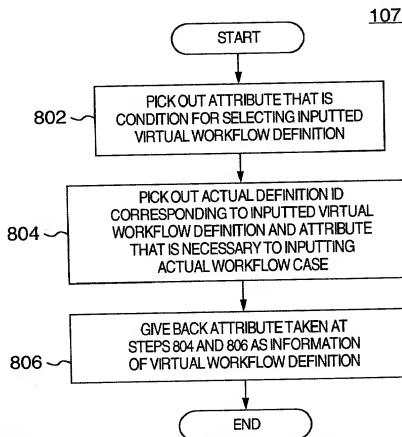 107
START
802
PICK OUT ATTRIBUTE THAT IS
CONDITION FOR SELECTING INPUTTED
VIRTUAL WORKFLOW DEFINITION
804
PICK OUT ACTUAL DEFINITION ID
CORRESPONDING TO INPUTTED VIRTUAL
WORKFLOW DEFINITION AND ATTRIBUTE
THAT IS NECESSARY TO INPUTTING
ACTUAL WORKFLOW CASE
806
GIVE BACK ATTRIBUTE TAKEN AT
STEPS 804 AND 806 AS INFORMATION
OF VIRTUAL WORKFLOW DEFINITION
END